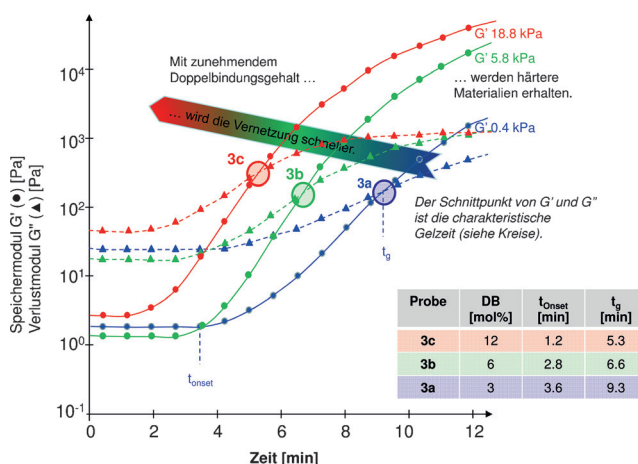 G' 18.8 kPa
G' 5.8 kPa
Mit zunehmendem
Doppelbindungsgehalt ...
... werden härtere
Materialien erhalten.
G' 0.4 kPa
... wird die Vernetzung schneller.
3c
3b
3a
Der Schnittpunkt von G' und G''
ist die charakteristische
Gelzeit (siehe Kreise).
tg
tonset
Speichermodul G' (●) [Pa]
Verlustmodul G'' (▲) [Pa]
10⁴
10³
10²
10¹
10⁰
10⁻¹
0 2 4 6 8 10 12
Zeit [min]
Probe DB [mol%] tOnset [min] tg [min]
3c 12 1.2 5.3
3b 6 2.8 6.6
3a 3 3.6 9.3